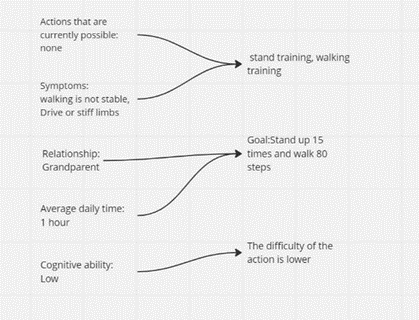 Actions that are
currently possible:
none
stand training, walking
training
Symptoms:
walking is not stable,
Drive or stiff limbs
Relationship:
Grandparent
Goal:Stand up 15
times and walk 80
steps
Average daily time:
1 hour
Cognitive ability:
Low
The difficulty of the
action is lower